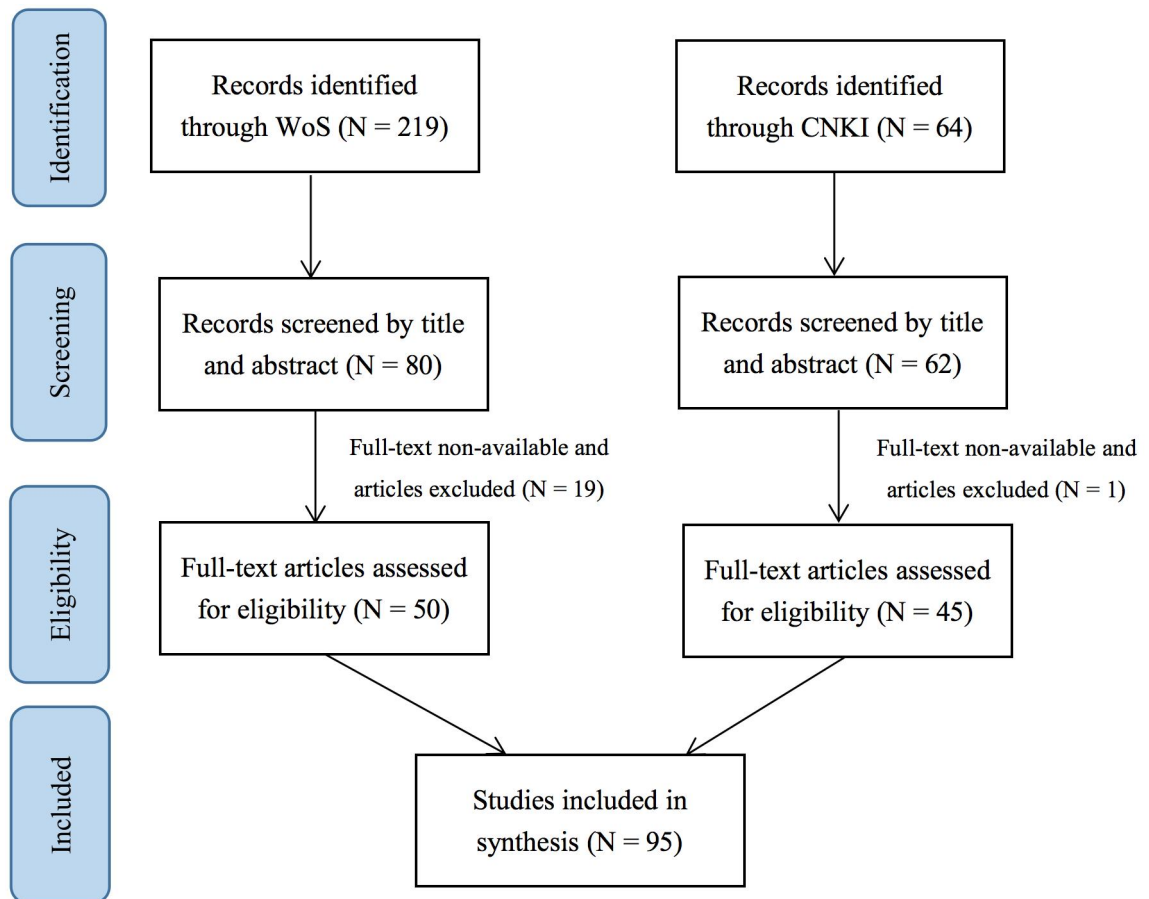 Identification
Records identified
through WoS (N = 219)
Records identified
through CNKI (N = 64)
Screening
Records screened by title
and abstract (N = 80)
Records screened by title
and abstract (N = 62)
Full-text non-available and
articles excluded (N = 19)
Full-text non-available and
articles excluded (N = 1)
Eligibility
Full-text articles assessed
for eligibility (N = 50)
Full-text articles assessed
for eligibility (N = 45)
Included
Studies included in
synthesis (N = 95)